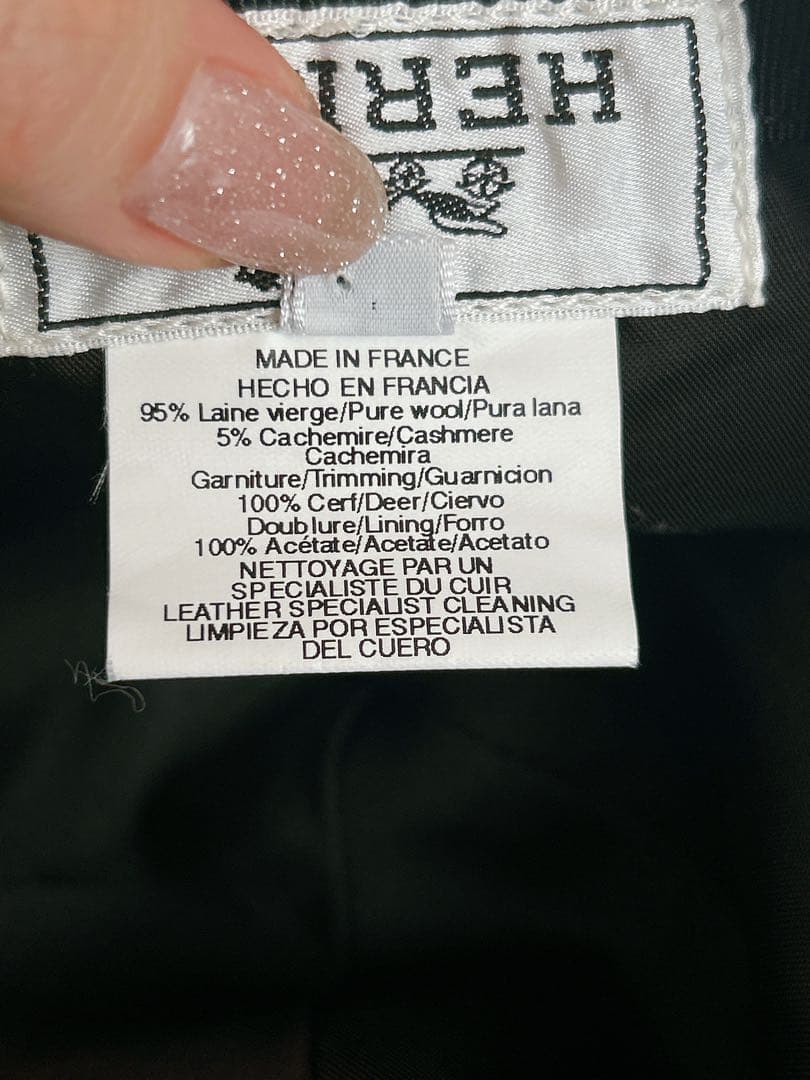 HER
MADE IN FRANCE
HECHO EN FRANCIA
95% Laine vierge/Pure wool/Pura lana
5% Cachemire/Cashmere
Cachemira
Garniture/Trimming/Guarnicion
100% Cerf/Deer/Ciervo
Doublure/Lining/Forro
100% Acétate/Acetate/Acetato
NETTOYAGE PAR UN
SPECIALISTE DU CUIR
LEATHER SPECIALIST CLEANING
LIMPIEZA POR ESPECIALISTA
DEL CUERO